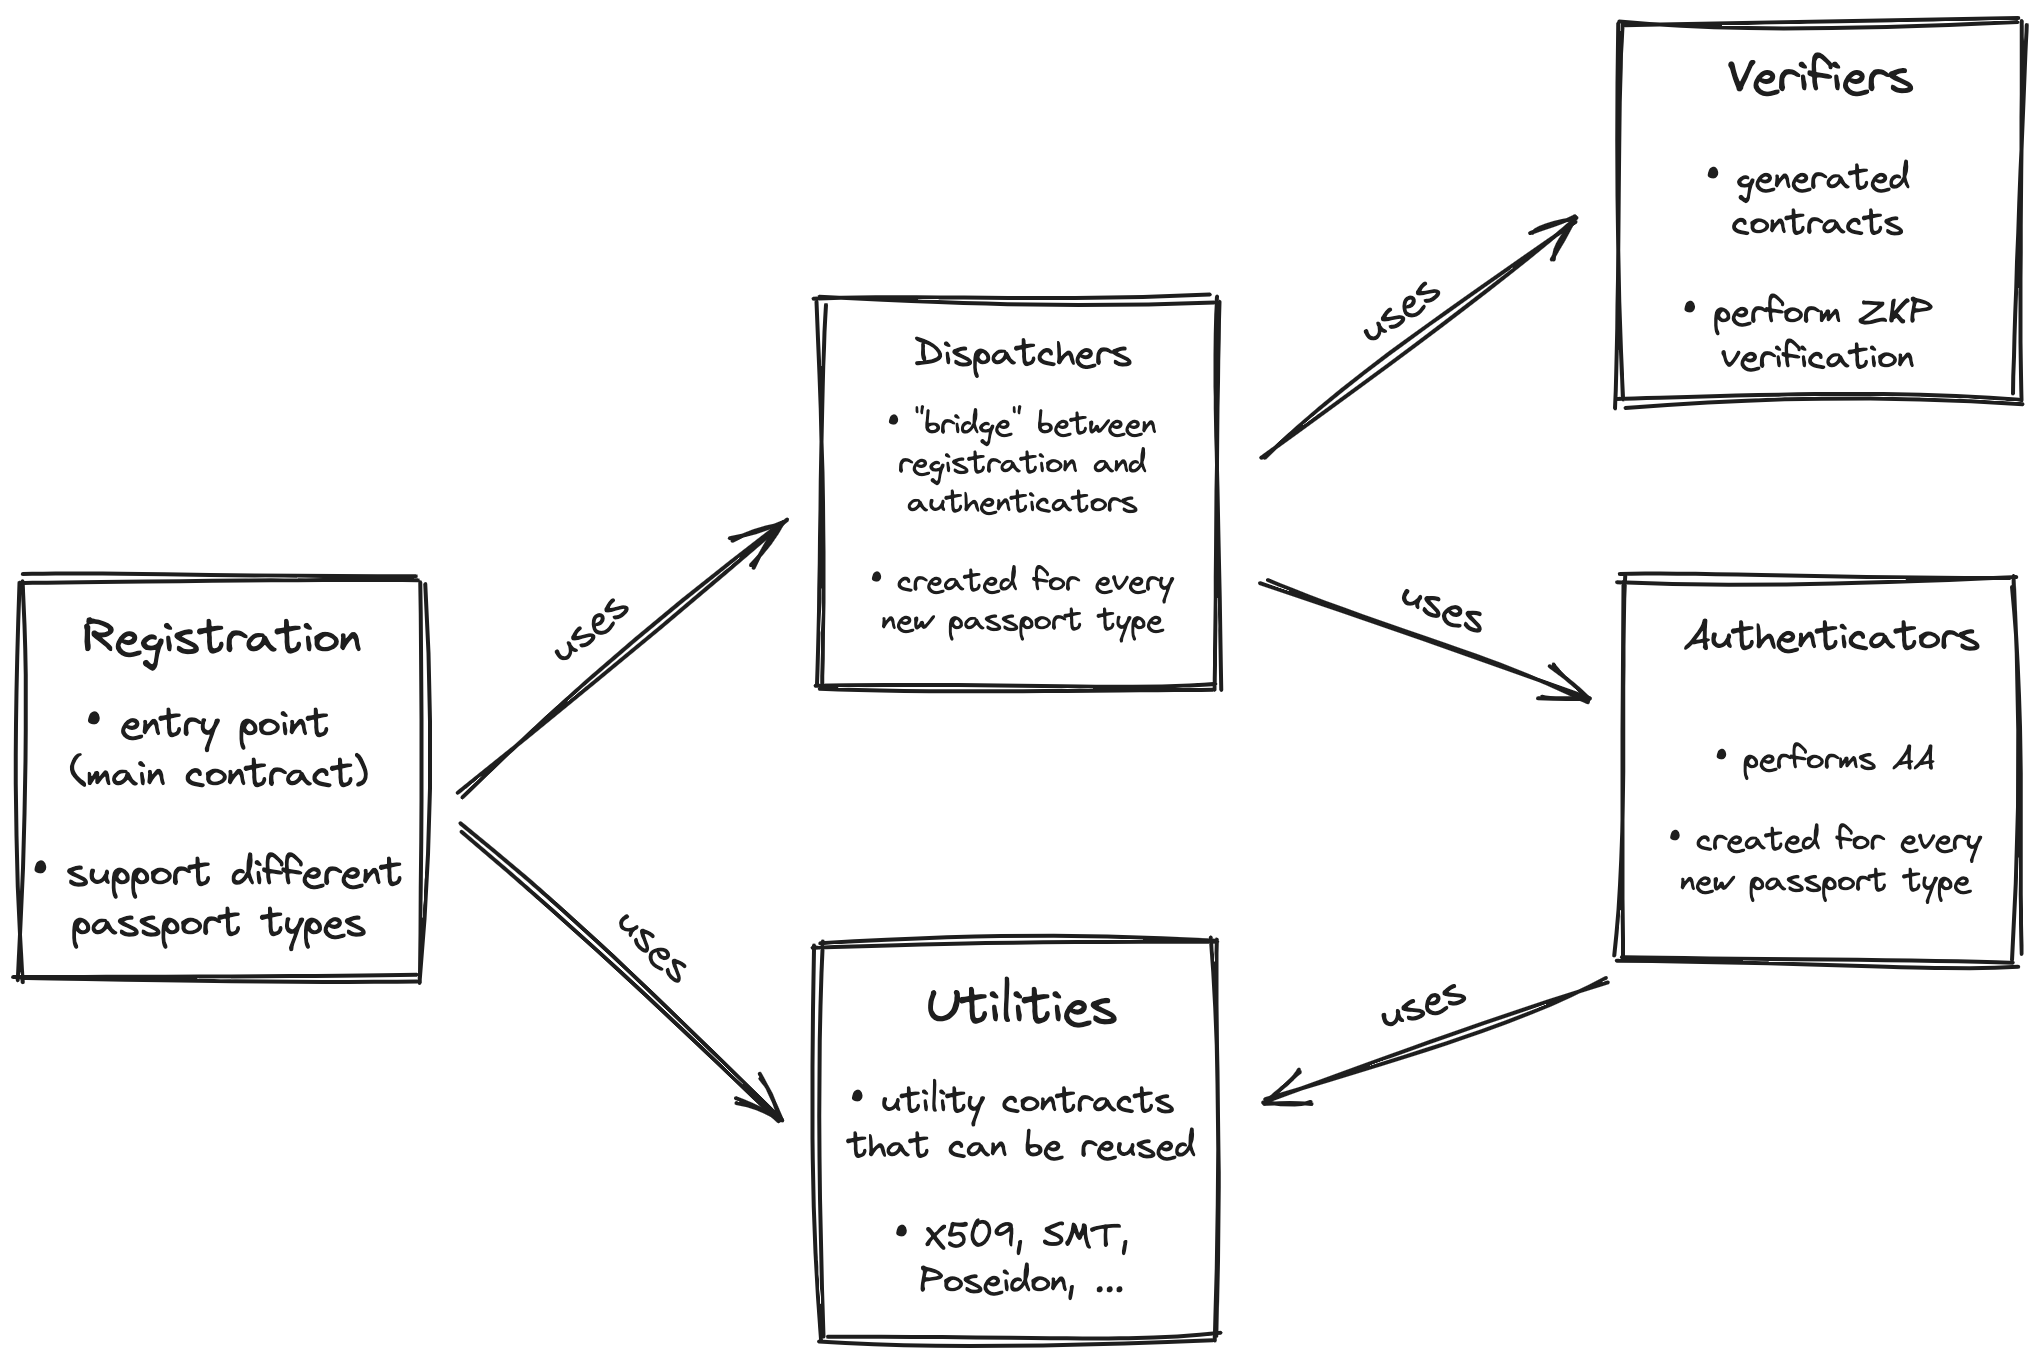 Verifiers
• generated
contracts
• perform ZKP
verification
uses
Dispatchers
• "bridge" between
registration and
authenticators
• created for every
new passport type
uses
Registration
• entry point
(main contract)
• support different
passport types
uses
Authenticators
• performs AA
• created for every
new passport type
uses
Utilities
• utility contracts
that can be reused
• x509, SMT,
Poseidon, ...
uses